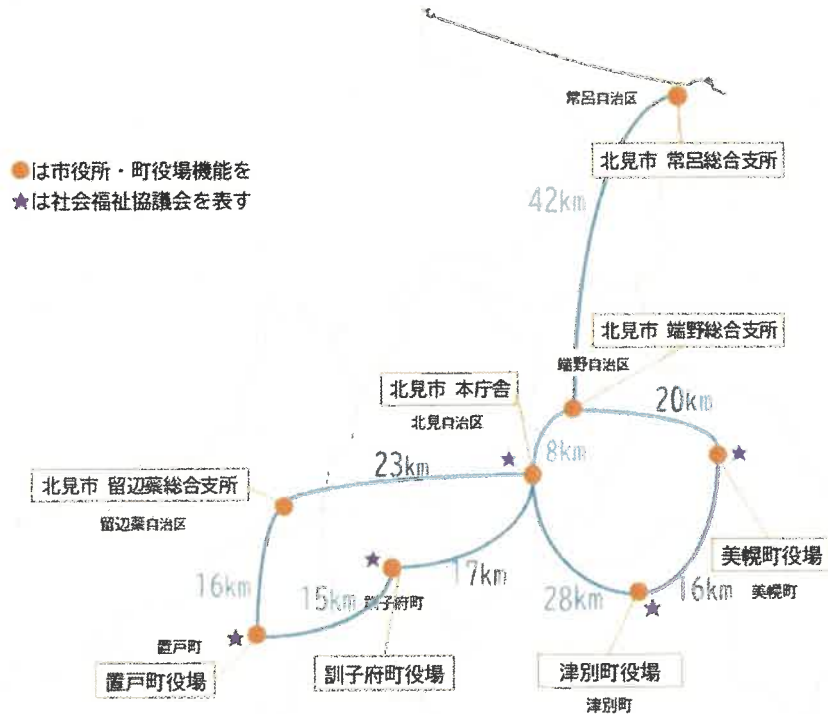 常呂自治区
北見市 常呂総合支所
●は市役所・町役場機能を
★は社会福祉協議会を表す
42km
北見市 端野総合支所
端野自治区
北見市 本庁舎
北見自治区
20km
8km
23km
北見市 留辺蘂総合支所
留辺蘂自治区
美幌町役場
美幌町
17km
16km
15km
訓子府町
28km
16km
置戸町
置戸町役場
訓子府町役場
津別町役場
津別町